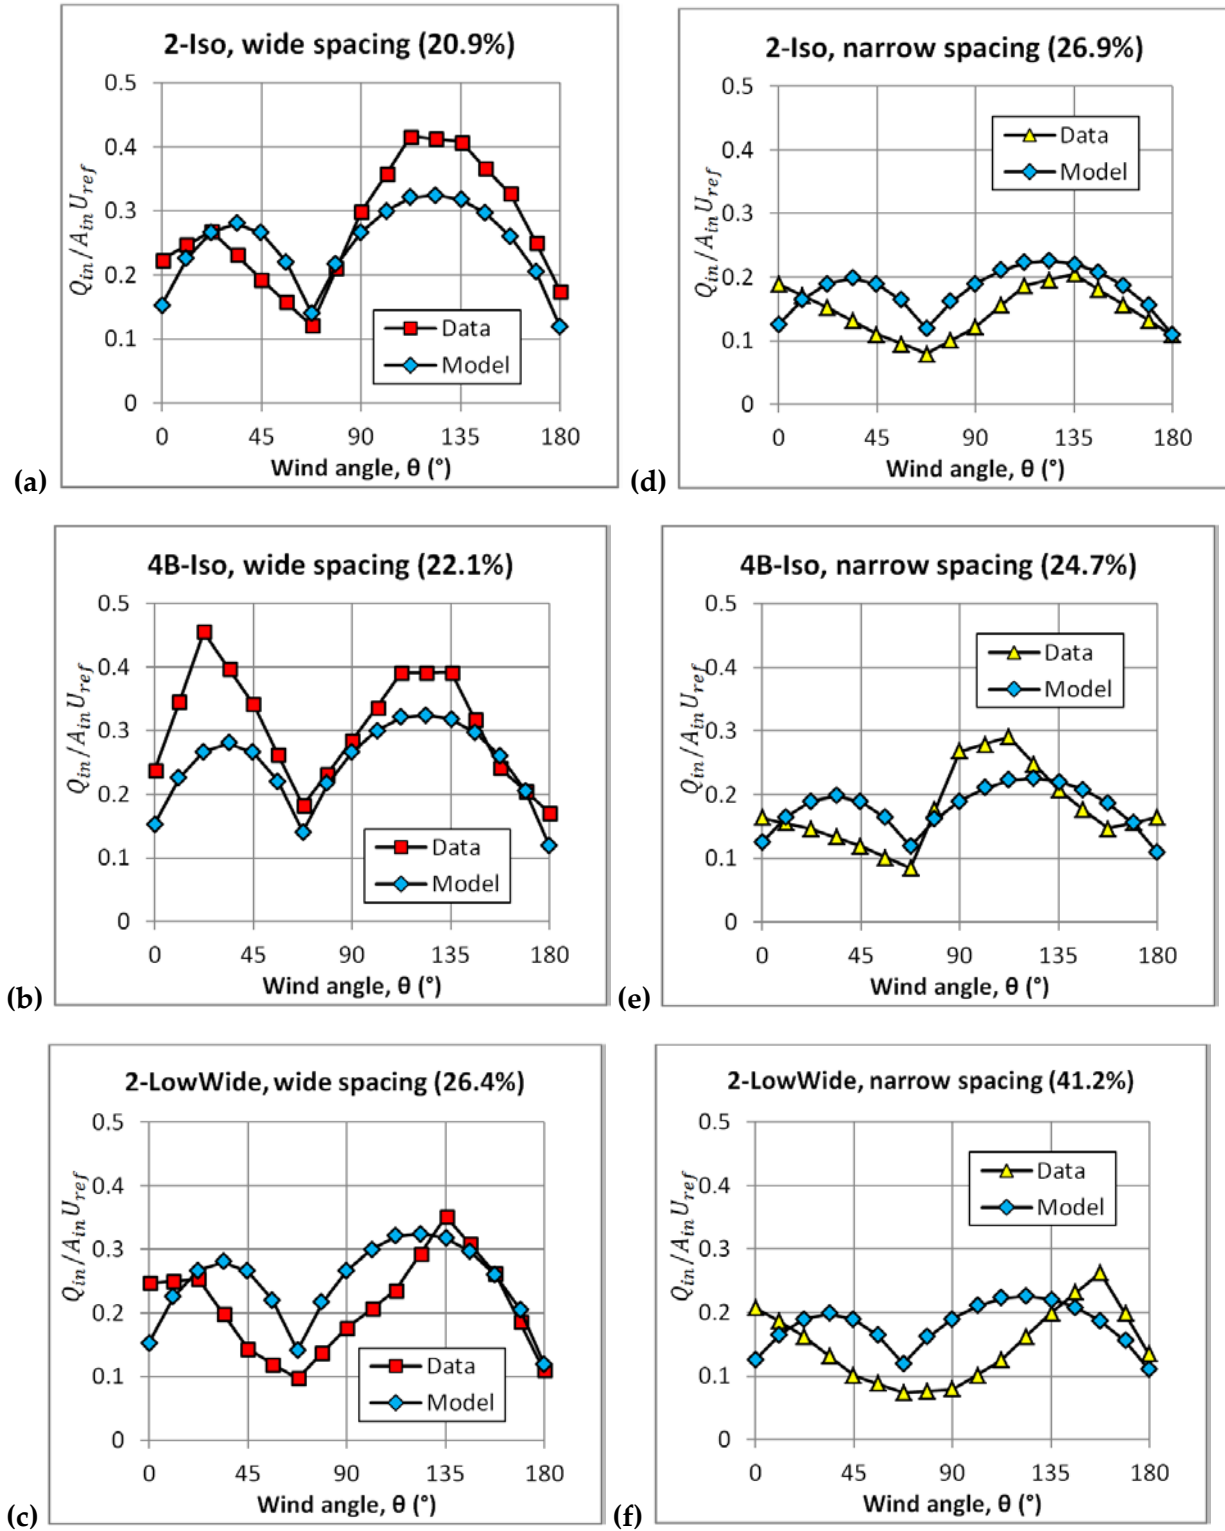 2-Iso, wide spacing (20.9%)
0.5
0.4
0.3
0.2
0.1
0
Q_in/A_in U_ref
Data
Model
0 45 90 135 180
Wind angle, θ (°)
(a)
2-Iso, narrow spacing (26.9%)
0.5
0.4
0.3
0.2
0.1
0
Q_in/A_in U_ref
Data
Model
0 45 90 135 180
Wind angle, θ (°)
(d)
4B-Iso, wide spacing (22.1%)
0.5
0.4
0.3
0.2
0.1
0
Q_in/A_in U_ref
Data
Model
0 45 90 135 180
Wind angle, θ (°)
(b)
4B-Iso, narrow spacing (24.7%)
0.5
0.4
0.3
0.2
0.1
0
Q_in/A_in U_ref
Data
Model
0 45 90 135 180
Wind angle, θ (°)
(e)
2-LowWide, wide spacing (26.4%)
0.5
0.4
0.3
0.2
0.1
0
Q_in/A_in U_ref
Data
Model
0 45 90 135 180
Wind angle, θ (°)
(c)
2-LowWide, narrow spacing (41.2%)
0.5
0.4
0.3
0.2
0.1
0
Q_in/A_in U_ref
Data
Model
0 45 90 135 180
Wind angle, θ (°)
(f)